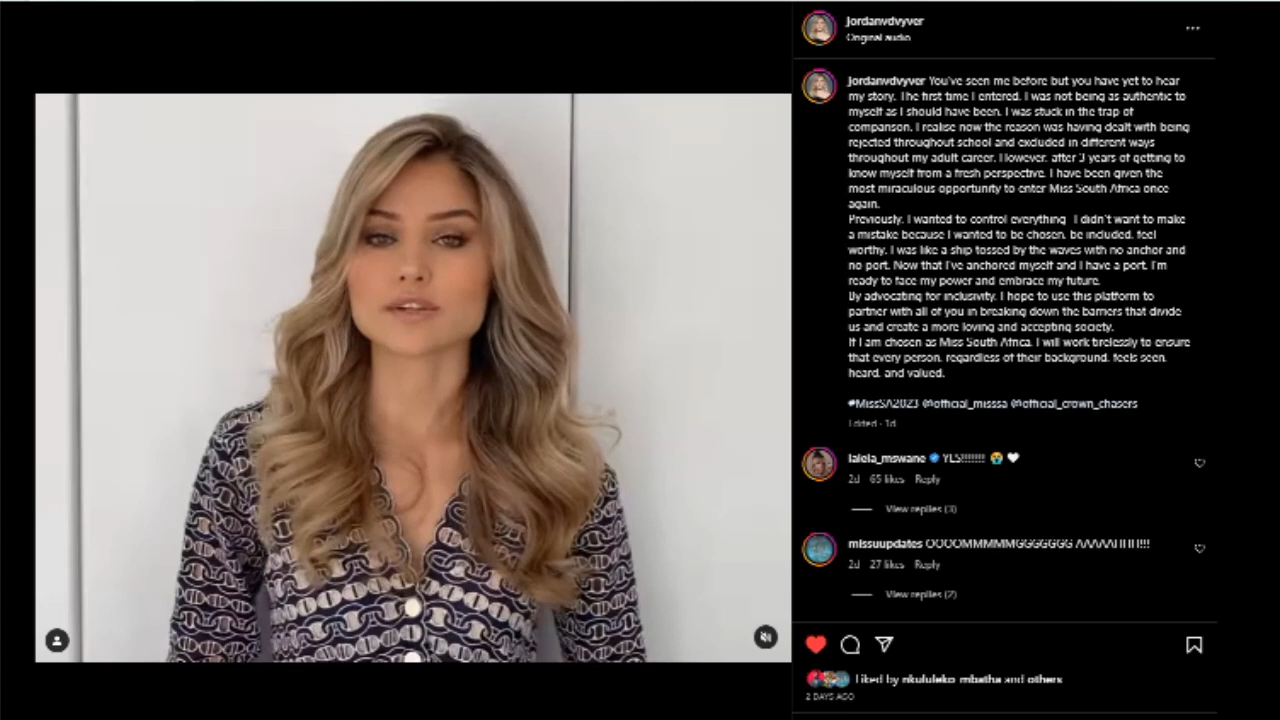 jordanvdvyver
Original audio
jordanvdvyver You've seen me before but you have yet to hear
my story. The first time I entered, I was not being as authentic to
myself as I should have been. I was stuck in the trap of
comparison. I realise now the reason was having dealt with being
rejected throughout school and excluded in different ways
throughout my adult career. However, after 3 years of getting to
know myself from a fresh perspective, I have been given the
most miraculous opportunity to enter Miss South Africa once
again.
Previously, I wanted to control everything I didn't want to make
a mistake because I wanted to be chosen, be included, feel
worthy. I was like a ship tossed by the waves with no anchor and
no port. Now that I've anchored myself and I have a port, I'm
ready to face my power and embrace my future.
By advocating for inclusivity, I hope to use this platform to
partner with all of you in breaking down the barriers that divide
us and create a more loving and accepting society.
If I am chosen as Miss South Africa, I will work tirelessly to ensure
that every person, regardless of their background, feels seen,
heard, and valued.
#MissSA2023 @official_misssa @official_crown_chasers
Edited · 1d
lalela_mswane YES!!!!!!! 😭 🤍
2d 65 likes Reply
View replies (3)
missuupdates OOOOMMMMMGGGGGGG AAAAAHHH!!!
2d 27 likes Reply
View replies (2)
Liked by nkululeko_mbatha and others
2 DAYS AGO